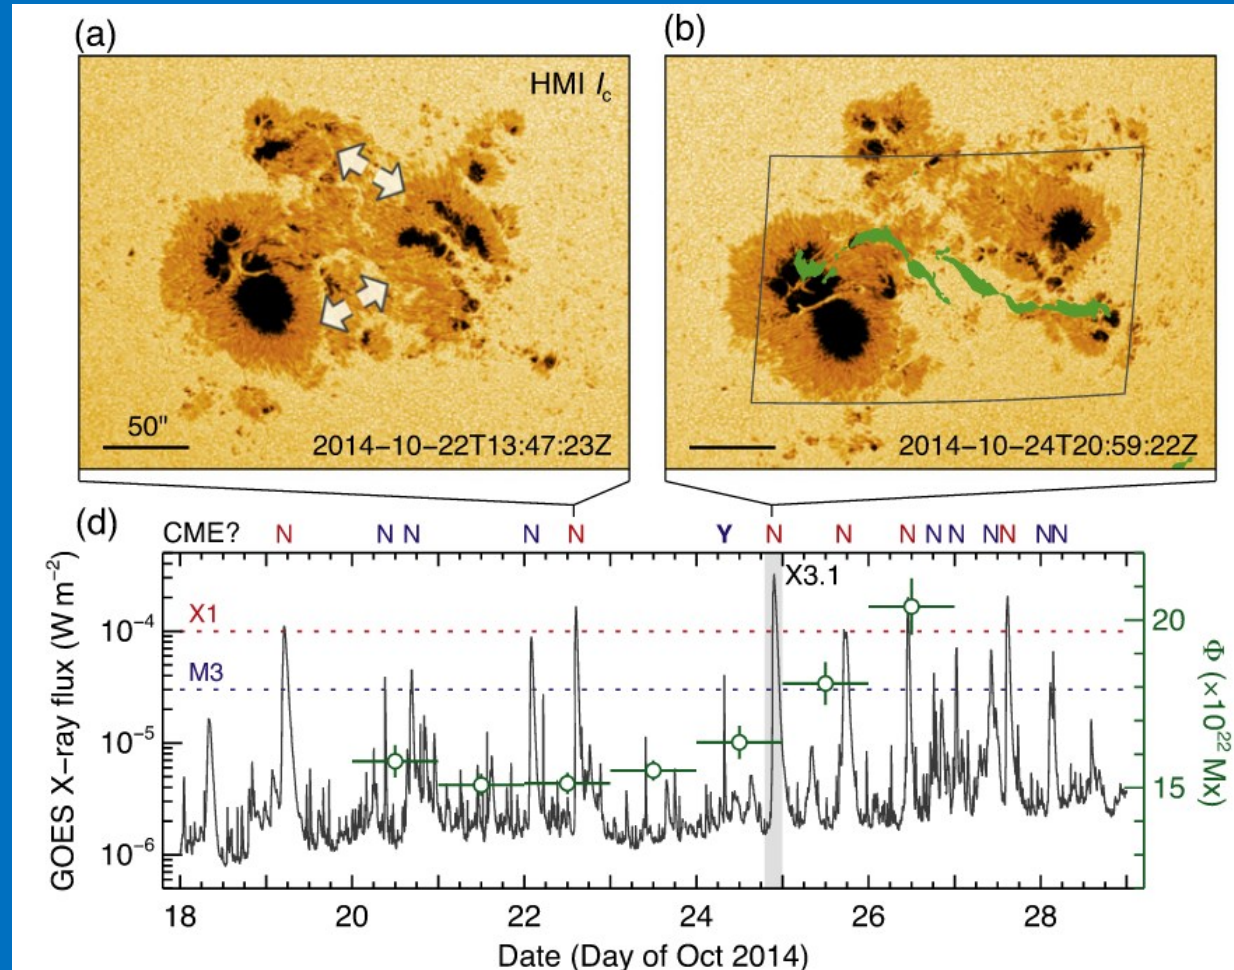 (a)
HMI Ic
50"
2014−10−22T13:47:23Z
(b)
2014−10−24T20:59:22Z
(d)
CME? N N N N N Y N N N N N N N N N
X3.1
X1
M3
GOES X−ray flux (W m−2)
10−4
10−5
10−6
20
15
Φ (×10²² Mx)
18 20 22 24 26 28
Date (Day of Oct 2014)